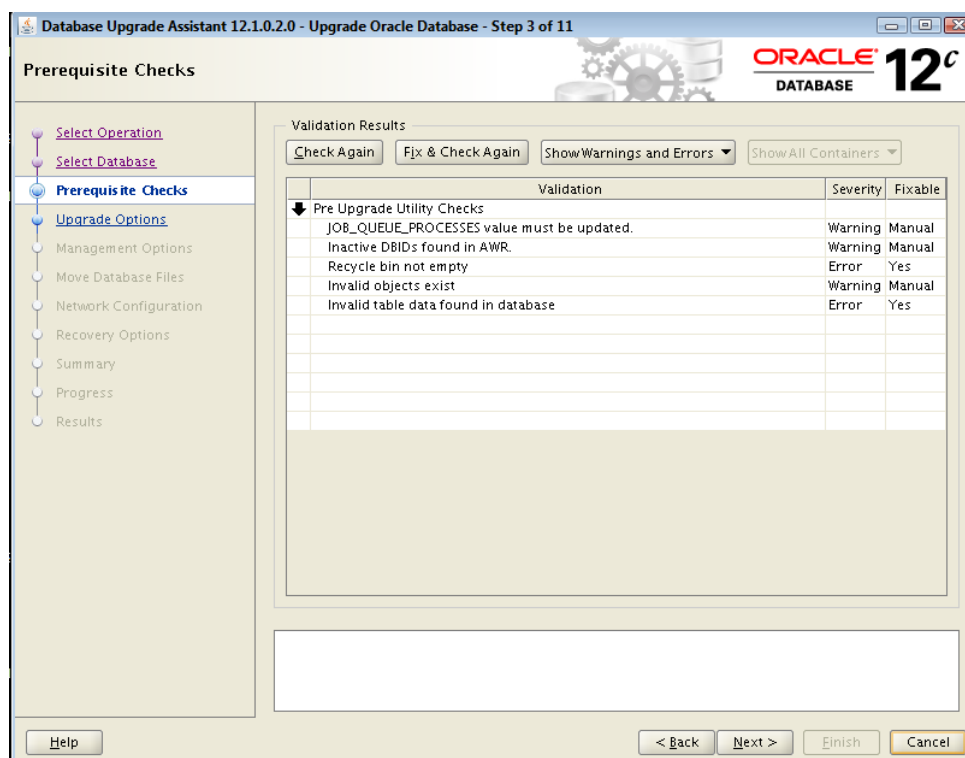 Database Upgrade Assistant 12.1.0.2.0 - Upgrade Oracle Database - Step 3 of 11
Prerequisite Checks
ORACLE
DATABASE
12c
Select Operation
Select Database
Prerequisite Checks
Upgrade Options
Management Options
Move Database Files
Network Configuration
Recovery Options
Summary
Progress
Results
Validation Results
Check Again Fix & Check Again Show Warnings and Errors Show All Containers
Validation Severity Fixable
Pre Upgrade Utility Checks
JOB_QUEUE_PROCESSES value must be updated. Warning Manual
Inactive DBIDs found in AWR. Warning Manual
Recycle bin not empty Error Yes
Invalid objects exist Warning Manual
Invalid table data found in database Error Yes
Help < Back Next > Finish Cancel